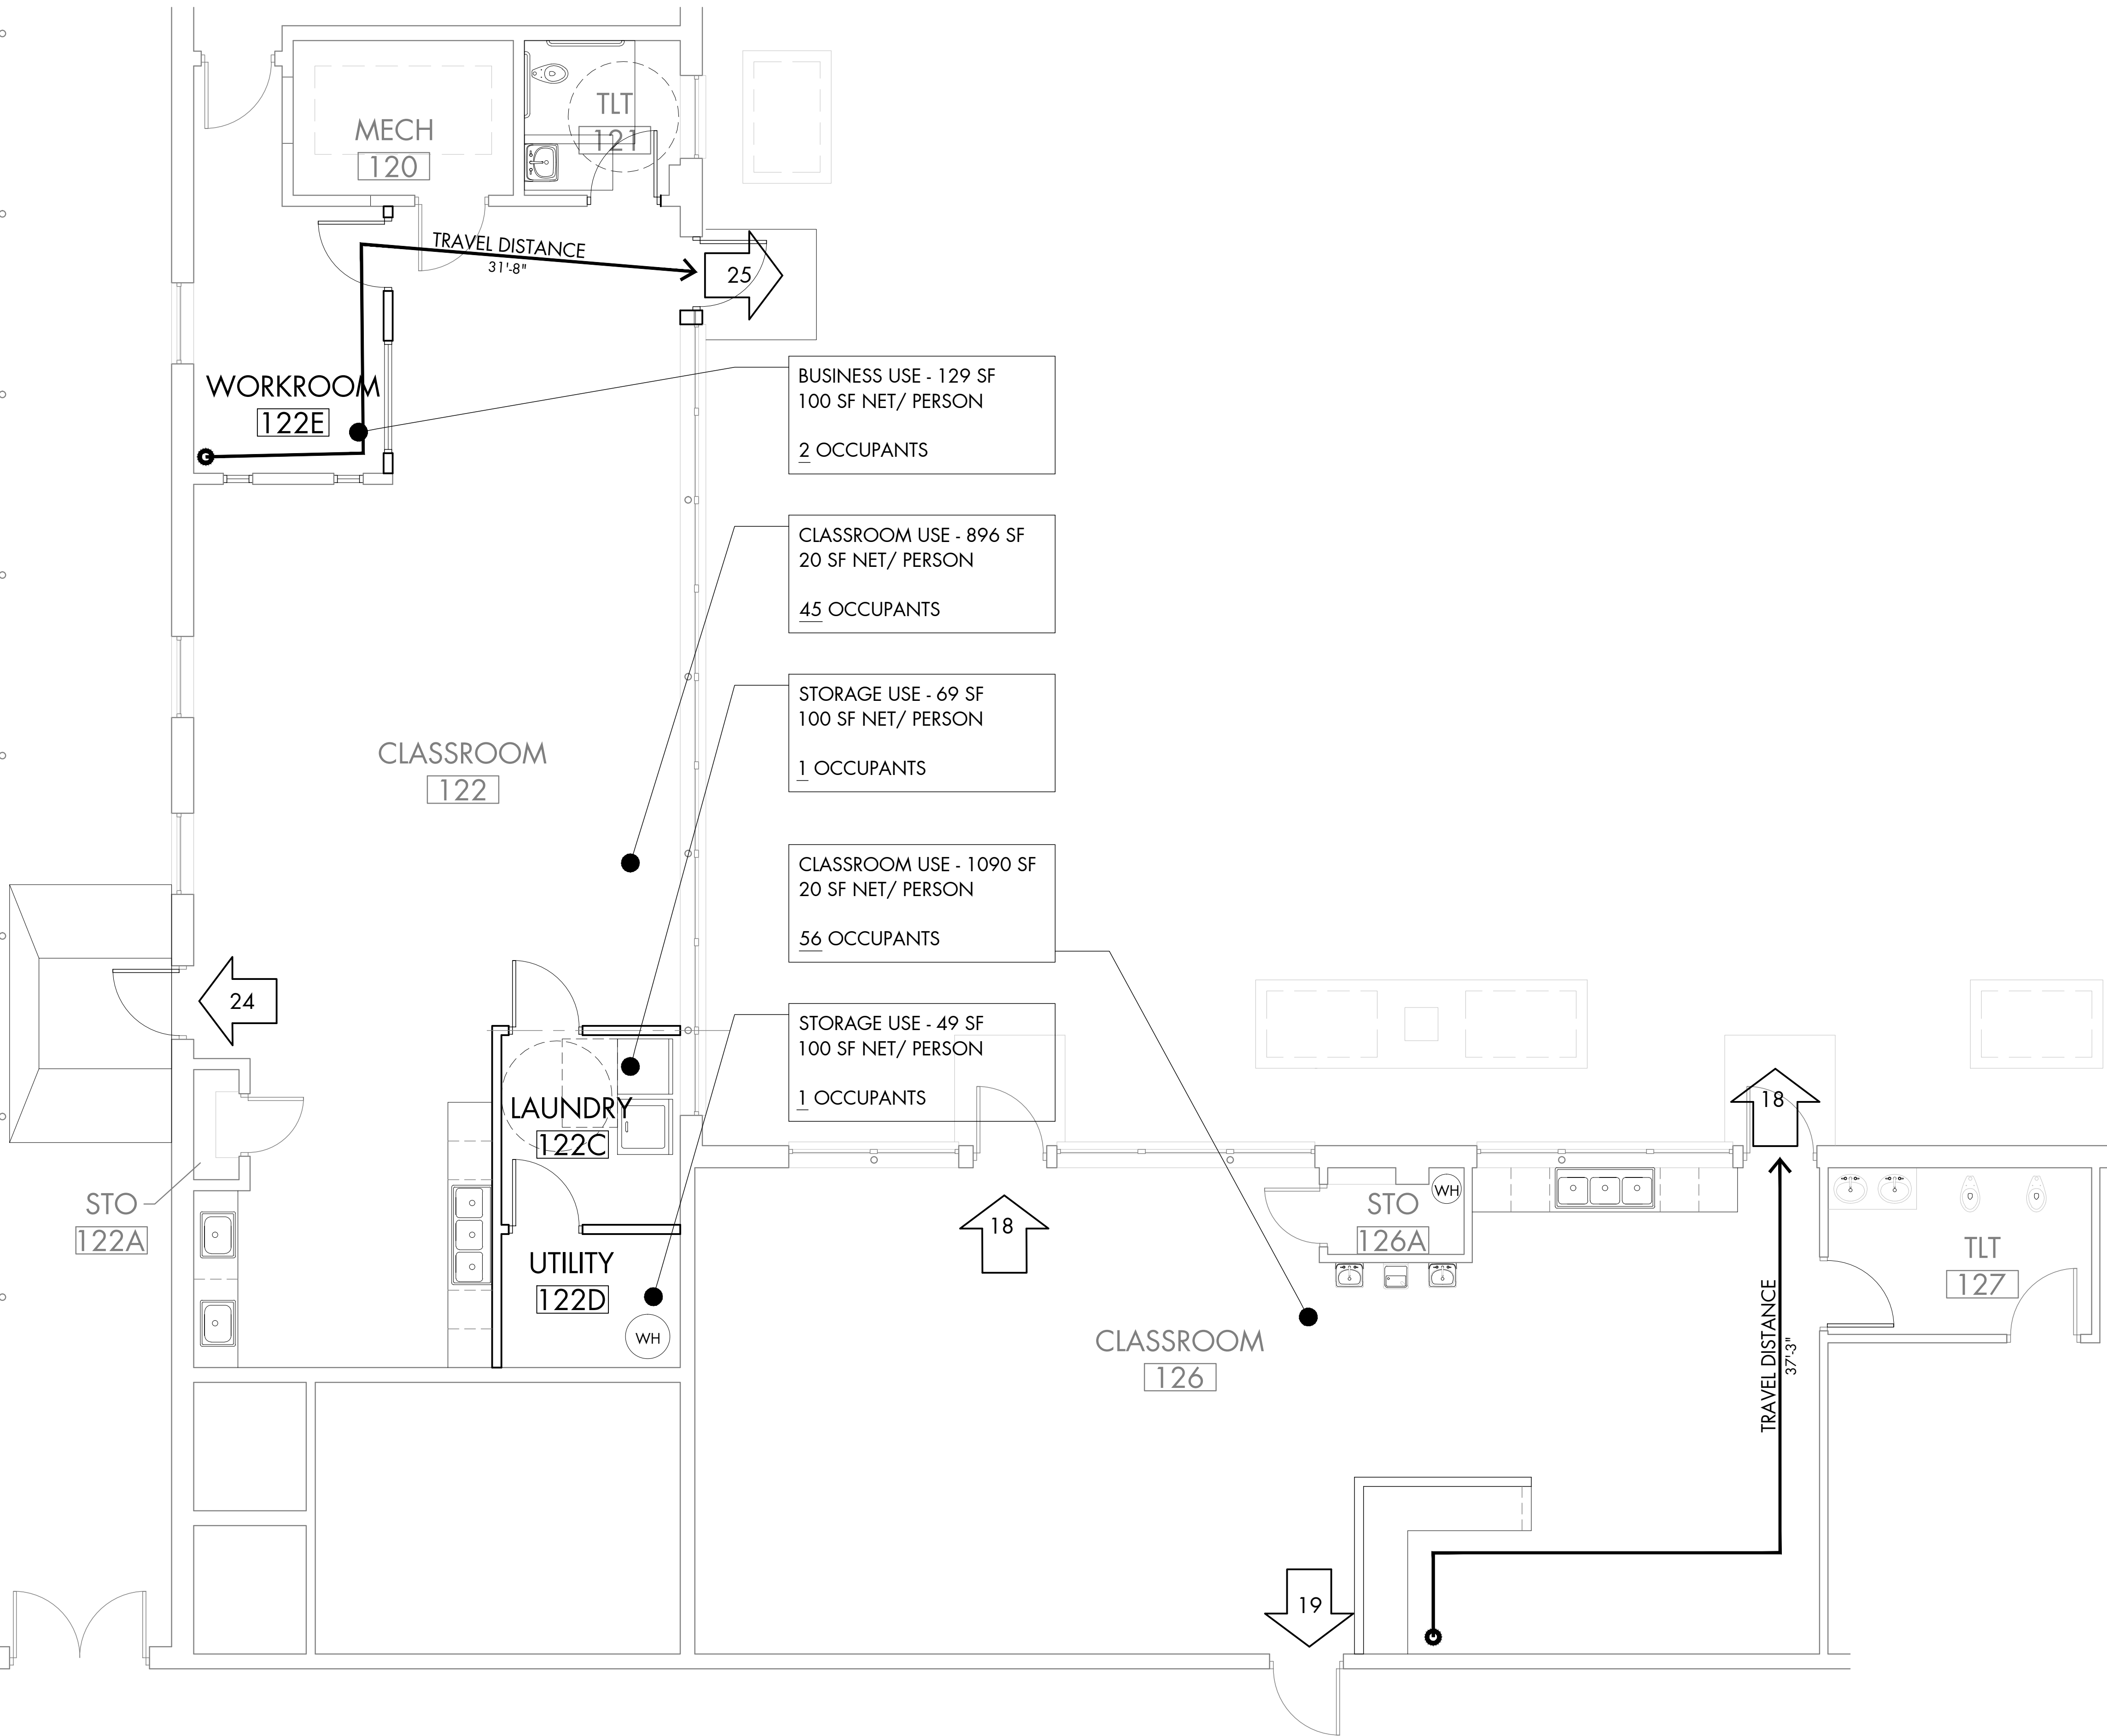 MECH
120
TLT
121
TRAVEL DISTANCE
31'-8"
25
WORKROOM
122E
BUSINESS USE - 129 SF
100 SF NET/ PERSON
2 OCCUPANTS
CLASSROOM USE - 896 SF
20 SF NET/ PERSON
45 OCCUPANTS
STORAGE USE - 69 SF
100 SF NET/ PERSON
1 OCCUPANTS
CLASSROOM
122
CLASSROOM USE - 1090 SF
20 SF NET/ PERSON
56 OCCUPANTS
24
STORAGE USE - 49 SF
100 SF NET/ PERSON
1 OCCUPANTS
LAUNDRY
122C
18
STO
122A
UTILITY
122D
WH
18
STO
126A
WH
TLT
127
CLASSROOM
126
TRAVEL DISTANCE
37'-3"
19